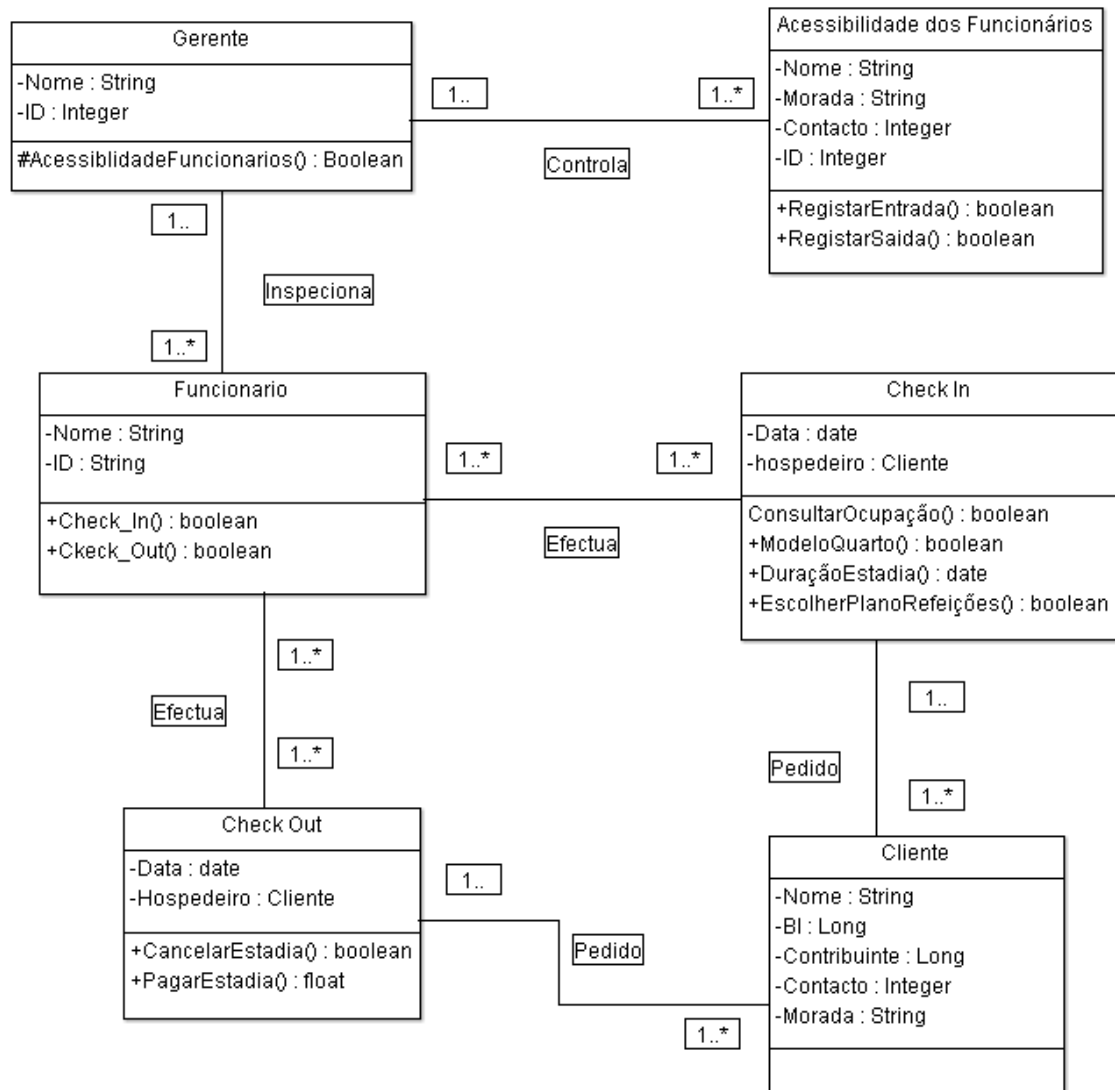 Gerente
-Nome : String
-ID : Integer
#AcessiblidadeFuncionarios() : Boolean
1..
1..*
Controla
Acessibilidade dos Funcionários
-Nome : String
-Morada : String
-Contacto : Integer
-ID : Integer
+RegistarEntrada() : boolean
+RegistarSaida() : boolean
1..
Inspeciona
1..*
Funcionario
-Nome : String
-ID : String
+Check_In() : boolean
+Ckeck_Out() : boolean
1..*
1..*
Efectua
Check In
-Data : date
-hospedeiro : Cliente
ConsultarOcupação() : boolean
+ModeloQuarto() : boolean
+DuraçãoEstadia() : date
+EscolherPlanoRefeições() : boolean
1..*
Efectua
1..*
1..
Pedido
1..*
Check Out
-Data : date
-Hospedeiro : Cliente
+CancelarEstadia() : boolean
+PagarEstadia() : float
1..
Pedido
1..*
Cliente
-Nome : String
-BI : Long
-Contribuinte : Long
-Contacto : Integer
-Morada : String